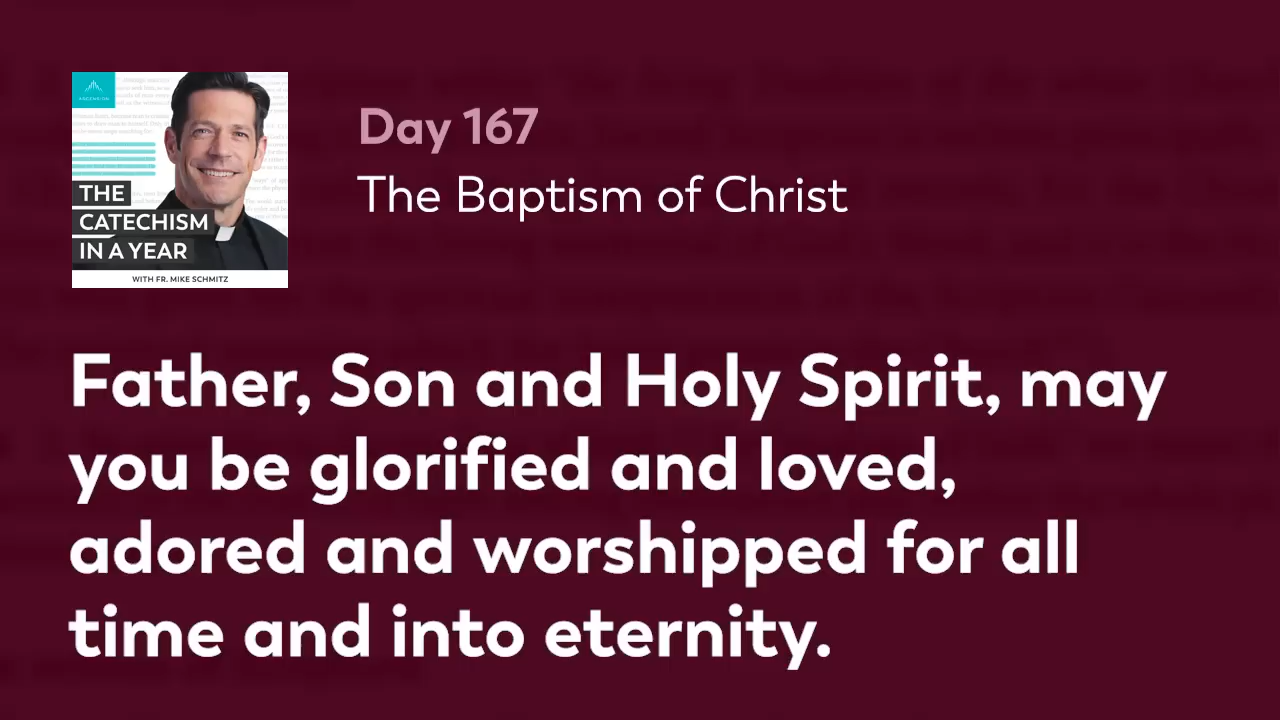 ASCENSION
THE
CATECHISM
IN A YEAR
WITH FR. MIKE SCHMITZ
Day 167
The Baptism of Christ
Father, Son and Holy Spirit, may
you be glorified and loved,
adored and worshipped for all
time and into eternity.